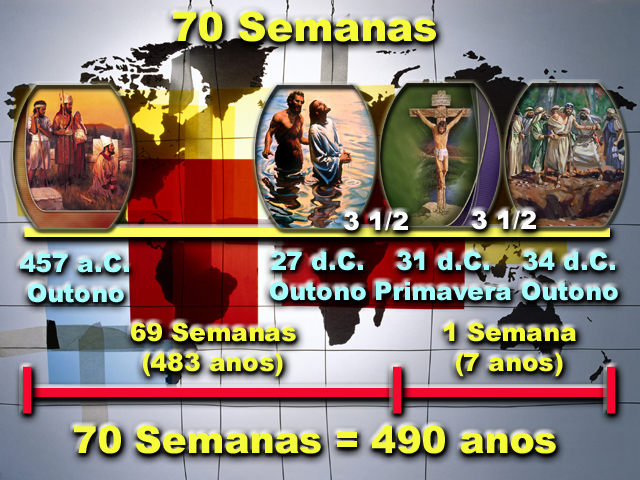 70 Semanas
3 1/2 3 1/2
457 a.C. 27 d.C. 31 d.C. 34 d.C.
Outono Outono Primavera Outono
69 Semanas 1 Semana
(483 anos) (7 anos)
70 Semanas = 490 anos